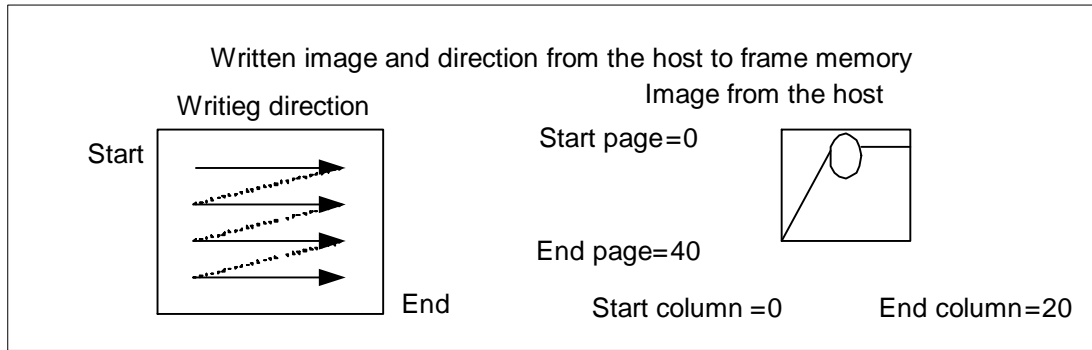 Written image and direction from the host to frame memory
Writieg direction
Image from the host
Start
Start page=0
End page=40
End
Start column =0
End column=20